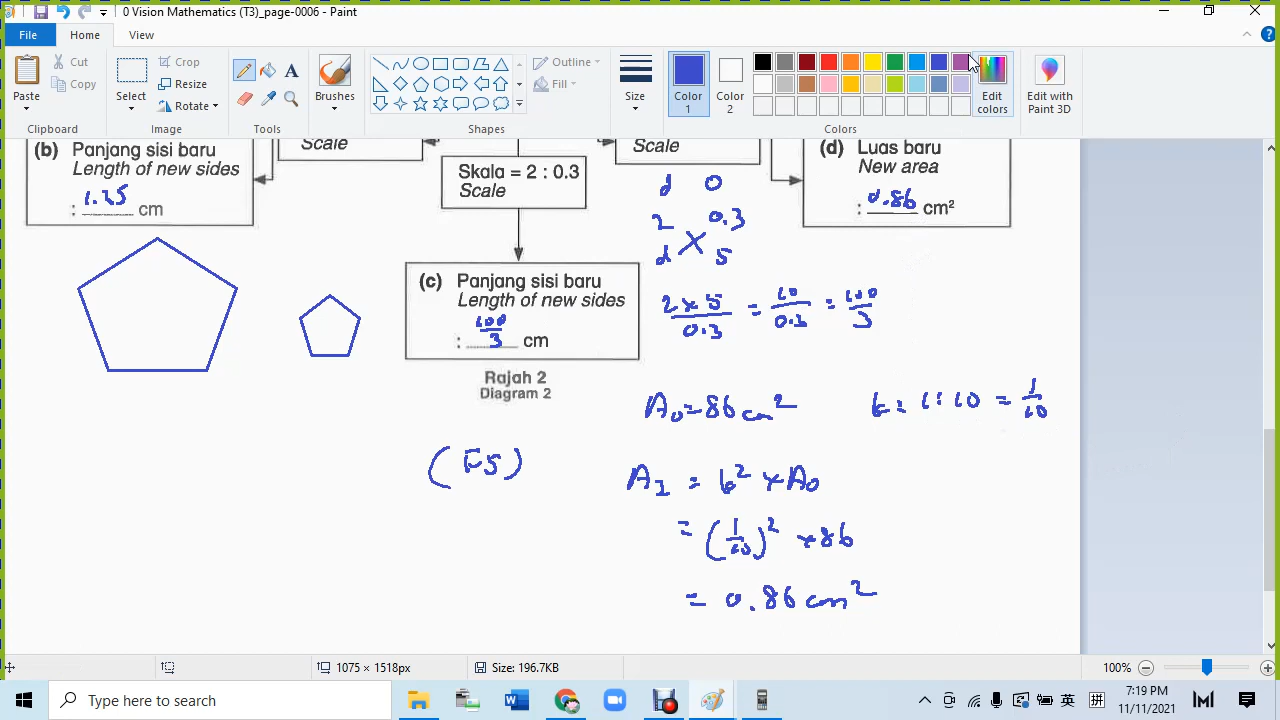 0 Vision Mathematics (T3)_page-0006 - Paint
File
Home
View
Paste
Cut
Copy
Clipboard
Select
Crop
Resize
Rotate
Image
A
Tools
Brushes
Shapes
Outline
Fill
Size
Color
1
Color
2
Edit
colors
Colors
Edit with
Paint 3D
(b) Panjang sisi baru
Length of new sides
: 1.25 cm
Scale
Skala = 2 : 0.3
Scale
Scale
(d) Luas baru
New area
: 0.86 cm²
d 0
2 0.3
d 5
(c) Panjang sisi baru
Length of new sides
: 100/3 cm
2 × 5 / 0.3 = 10/0.3 = 100/3
Rajah 2
Diagram 2
A₀ = 86 cm²
k = 1:10 = 1/10
(F5)
A_I = k² × A₀
= (1/10)² × 86
= 0.86 cm²
1075 × 1518px
Size: 196.7KB
100%
Type here to search
7:19 PM
11/11/2021
英
拼